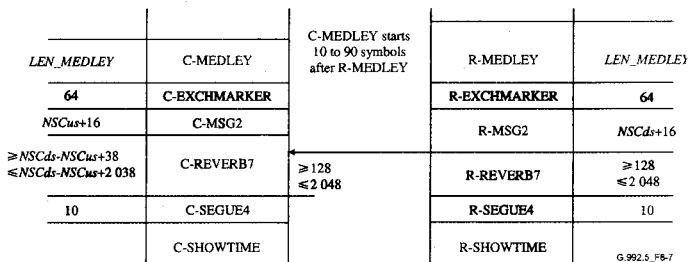 C-MEDLEY starts
10 to 90 symbols
after R-MEDLEY
LEN_MEDLEY C-MEDLEY R-MEDLEY LEN_MEDLEY
64 C-EXCHMARKER R-EXCHMARKER 64
NSCus+16 C-MSG2 R-MSG2 NSCds+16
≥NSCds-NSCus+38
≤NSCds-NSCus+2 038
C-REVERB7
≥128
≤2 048
R-REVERB7
≥128
≤2 048
10 C-SEGUE4 R-SEGUE4 10
C-SHOWTIME R-SHOWTIME
G.992.5_F8-7